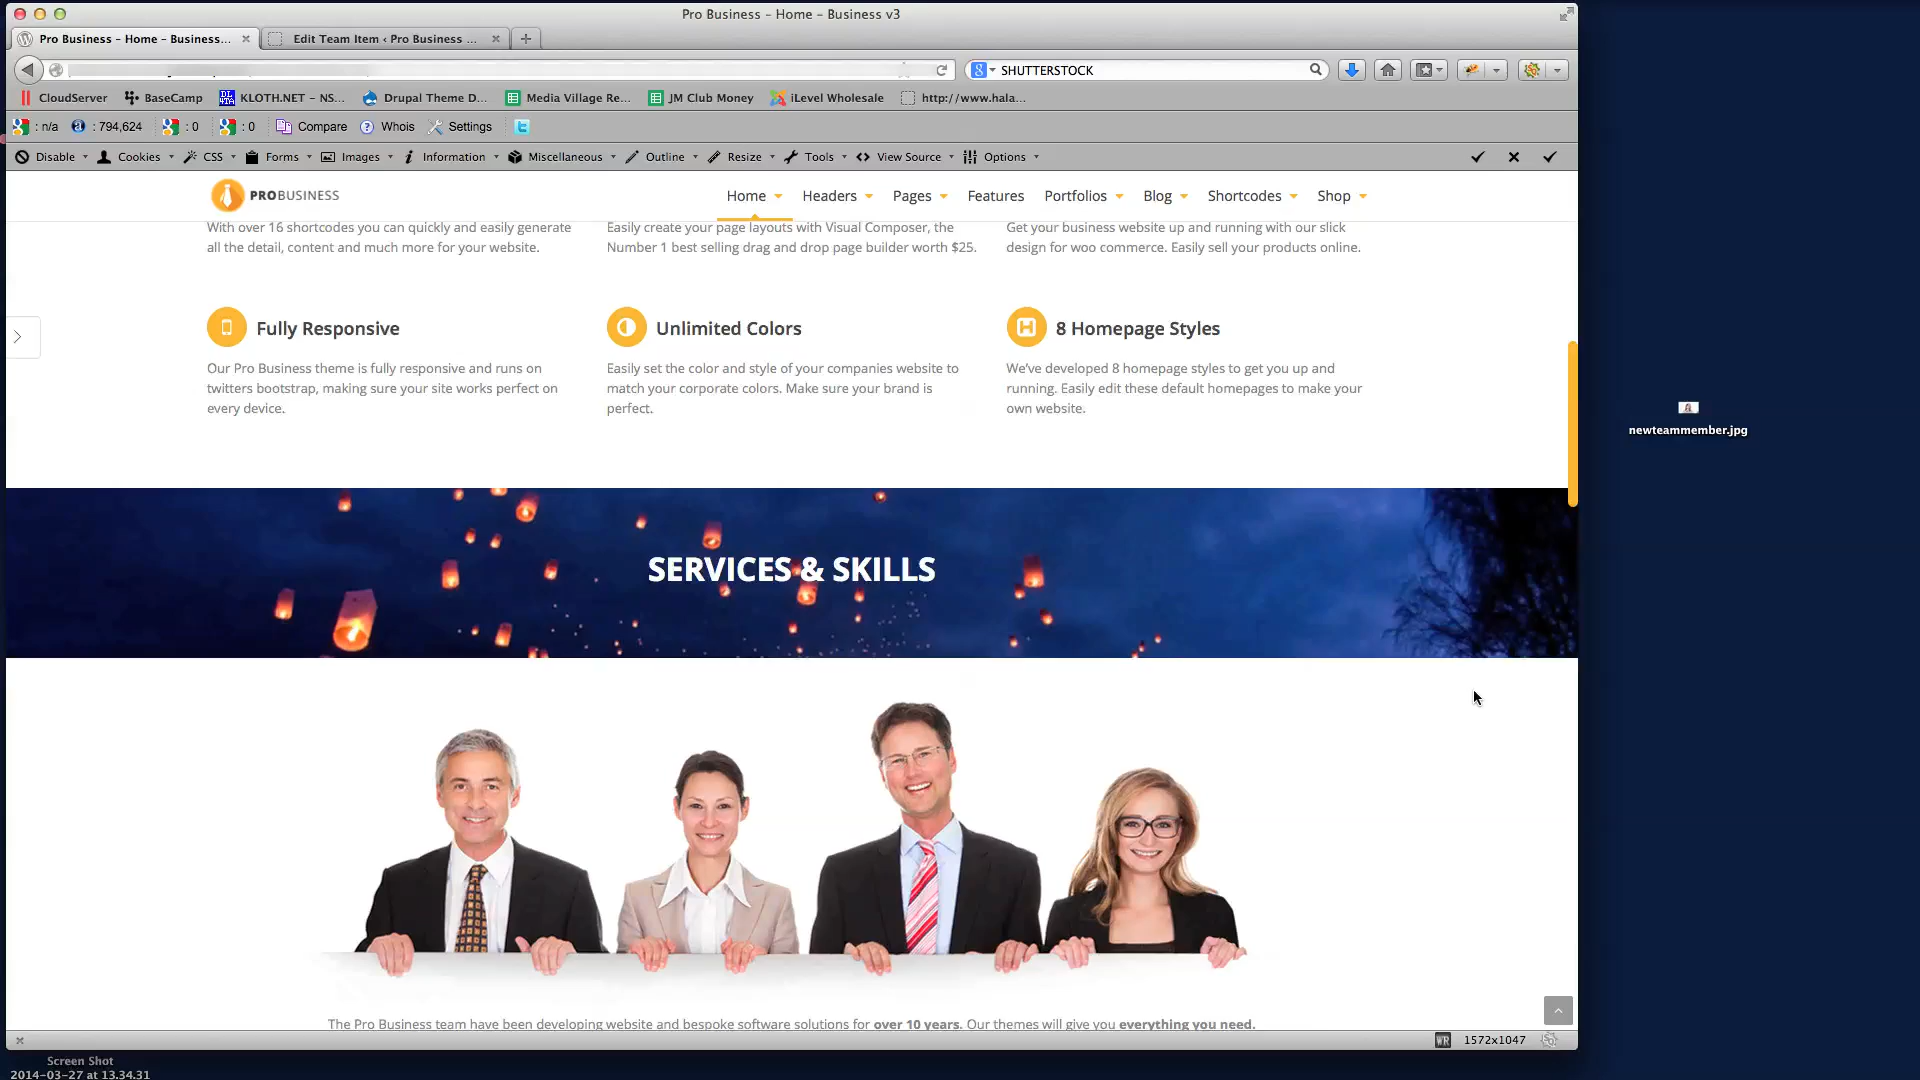 Pro Business – Home – Business v3
Pro Business – Home – Business...
Edit Team Item ‹ Pro Business ...
SHUTTERSTOCK
CloudServer
BaseCamp
KLOTH.NET – NS...
Drupal Theme D...
Media Village Re...
JM Club Money
iLevel Wholesale
http://www.hala...
: n/a
: 794,624
: 0
: 0
Compare
Whois
Settings
Disable
Cookies
CSS
Forms
Images
Information
Miscellaneous
Outline
Resize
Tools
View Source
Options
PROBUSINESS
Home
Headers
Pages
Features
Portfolios
Blog
Shortcodes
Shop
With over 16 shortcodes you can quickly and easily generate
all the detail, content and much more for your website.
Easily create your page layouts with Visual Composer, the
Number 1 best selling drag and drop page builder worth $25.
Get your business website up and running with our slick
design for woo commerce. Easily sell your products online.
Fully Responsive
Our Pro Business theme is fully responsive and runs on
twitters bootstrap, making sure your site works perfect on
every device.
Unlimited Colors
Easily set the color and style of your companies website to
match your corporate colors. Make sure your brand is
perfect.
8 Homepage Styles
We've developed 8 homepage styles to get you up and
running. Easily edit these default homepages to make your
own website.
newteammember.jpg
SERVICES & SKILLS
The Pro Business team have been developing website and bespoke software solutions for over 10 years. Our themes will give you everything you need.
1572x1047
Screen Shot
2014-03-27 at 13.34.31